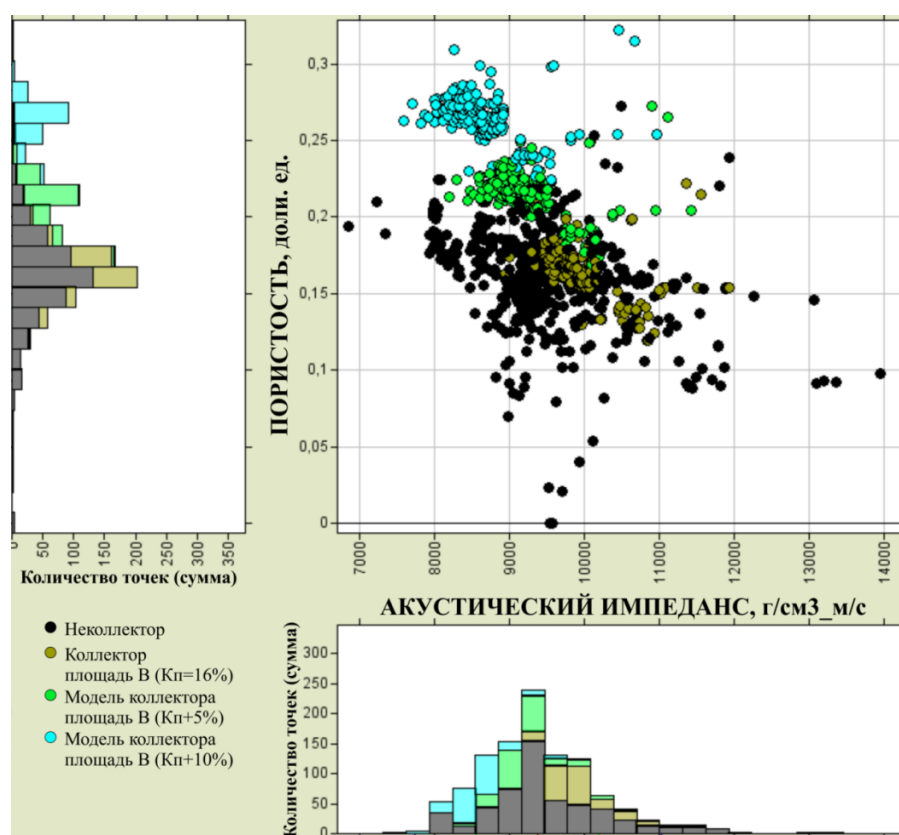 0 50 100 150 200 250 300 350
Количество точек (сумма)
ПОРИСТОСТЬ, доли. ед.
0,3
0,25
0,2
0,15
0,1
0,05
0
7000 8000 9000 10000 11000 12000 13000 14000
АКУСТИЧЕСКИЙ ИМПЕДАНС, г/см3_м/с
Неколлектор
Коллектор
площадь В (Кп=16%)
Модель коллектора
площадь В (Кп+5%)
Модель коллектора
площадь В (Кп+10%)
Количество точек (сумма)
300
250
200
150
100
50
0